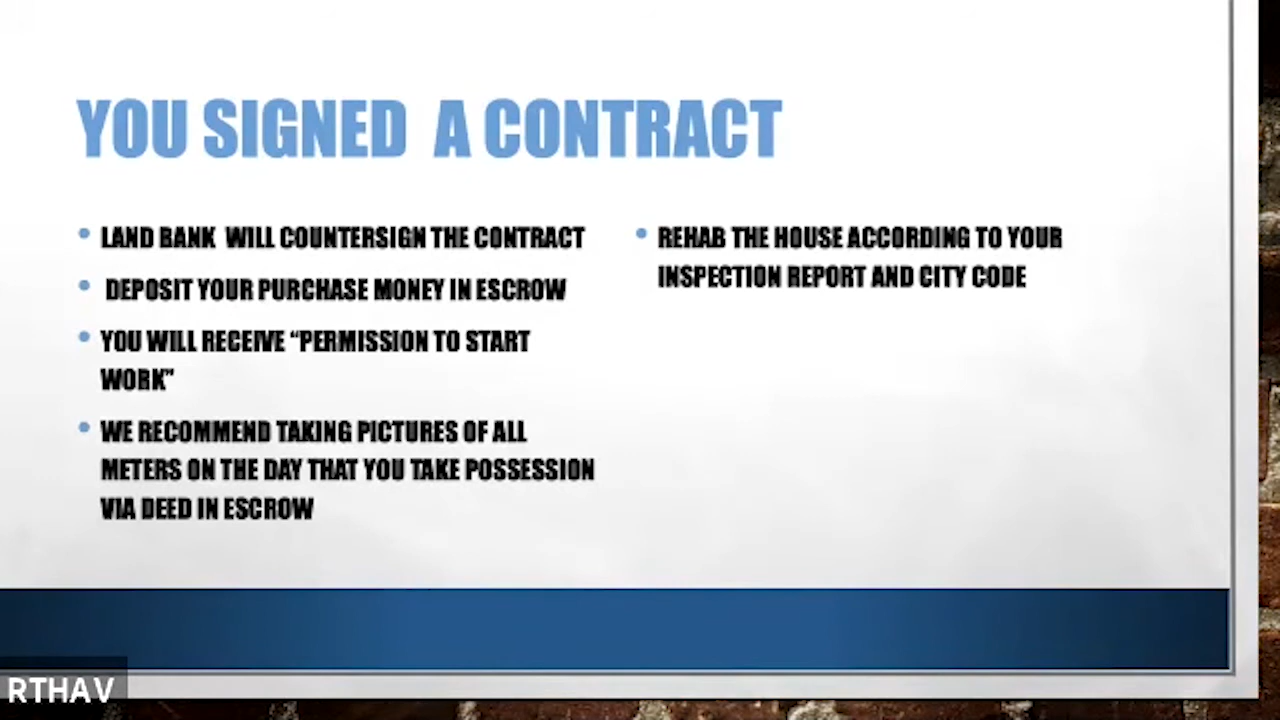 YOU SIGNED A CONTRACT
LAND BANK WILL COUNTERSIGN THE CONTRACT
DEPOSIT YOUR PURCHASE MONEY IN ESCROW
YOU WILL RECEIVE “PERMISSION TO START
WORK”
WE RECOMMEND TAKING PICTURES OF ALL
METERS ON THE DAY THAT YOU TAKE POSSESSION
VIA DEED IN ESCROW
REHAB THE HOUSE ACCORDING TO YOUR
INSPECTION REPORT AND CITY CODE
RTHAV